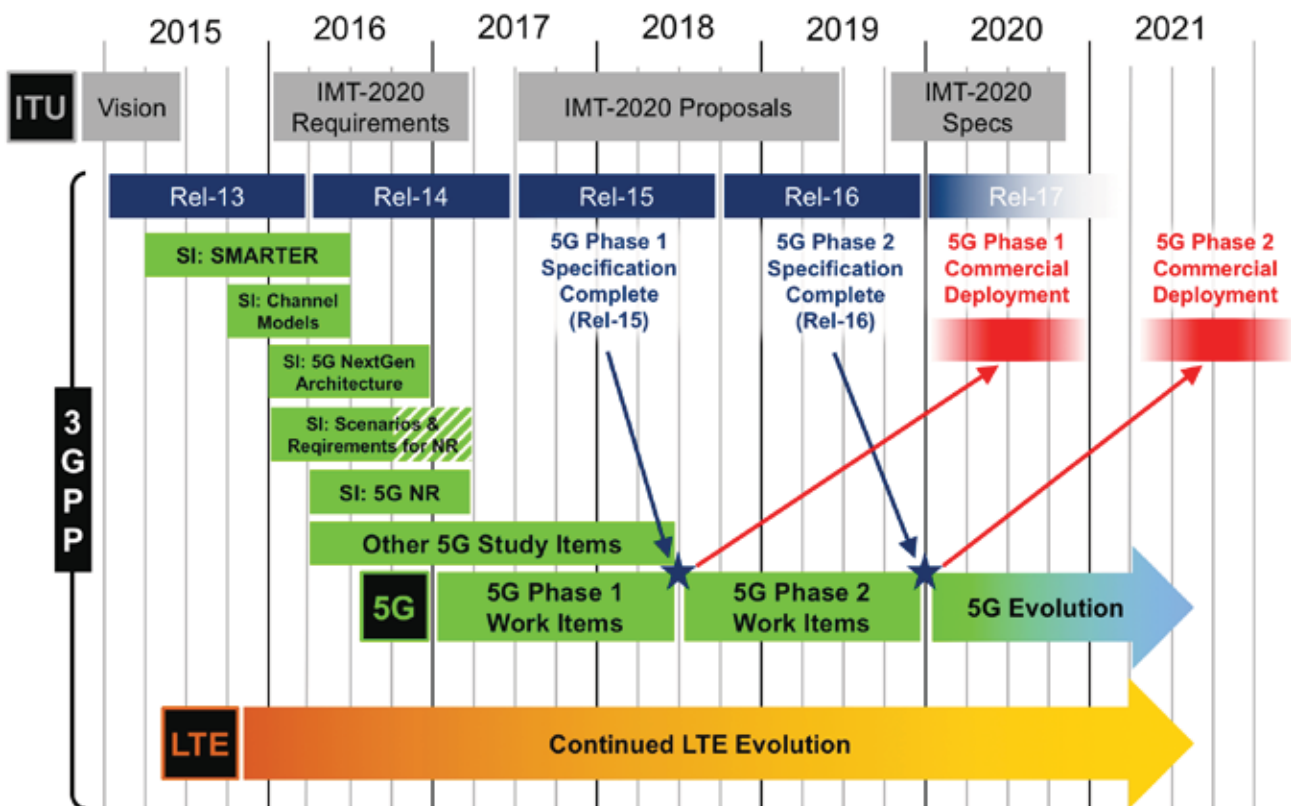 2015 2016 2017 2018 2019 2020 2021
ITU
Vision
IMT-2020
Requirements
IMT-2020 Proposals
IMT-2020
Specs
3GPP
Rel-13 Rel-14 Rel-15 Rel-16 Rel-17
SI: SMARTER
SI: Channel
Models
SI: 5G NextGen
Architecture
SI: Scenarios &
Reqirements for NR
SI: 5G NR
Other 5G Study Items
5G Phase 1
Specification
Complete
(Rel-15)
5G Phase 2
Specification
Complete
(Rel-16)
5G Phase 1
Commercial
Deployment
5G Phase 2
Commercial
Deployment
5G
5G Phase 1
Work Items
5G Phase 2
Work Items
5G Evolution
LTE
Continued LTE Evolution